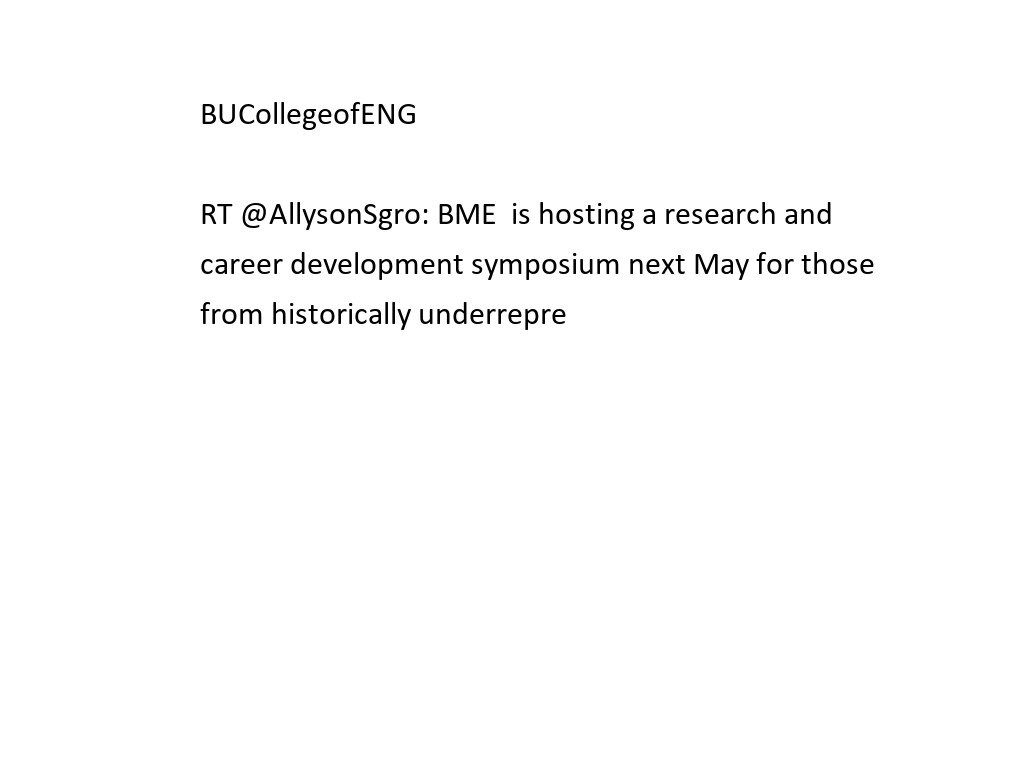 BUCollegeofENG
RT @AllysonSgro: BME  is hosting a research and
career development symposium next May for those
from historically underrepre